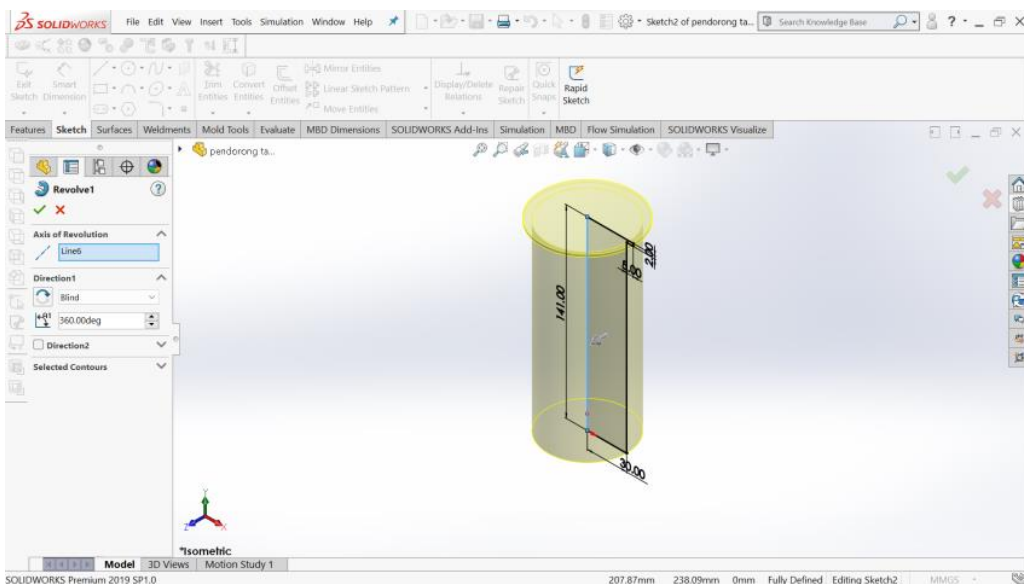 SOLIDWORKS File Edit View Insert Tools Simulation Window Help Sketch2 of pendorong ta... Search Knowledge Base ?
Exit Sketch Smart Dimension Trim Entities Convert Entities Offset Entities Mirror Entities Linear Sketch Pattern Move Entities Display/Delete Relations Repair Sketch Quick Snaps Rapid Sketch
Features Sketch Surfaces Weldments Mold Tools Evaluate MBD Dimensions SOLIDWORKS Add-Ins Simulation MBD Flow Simulation SOLIDWORKS Visualize
pendorong ta...
Revolve1 ?
Axis of Revolution
Line6
Direction1
Blind
360.00deg
Direction2
Selected Contours
2.00
6.00
141.00
30.00
Y
Z X
*Isometric
Model 3D Views Motion Study 1
SOLIDWORKS Premium 2019 SP1.0 207.87mm 238.09mm 0mm Fully Defined Editing Sketch2 MMGS